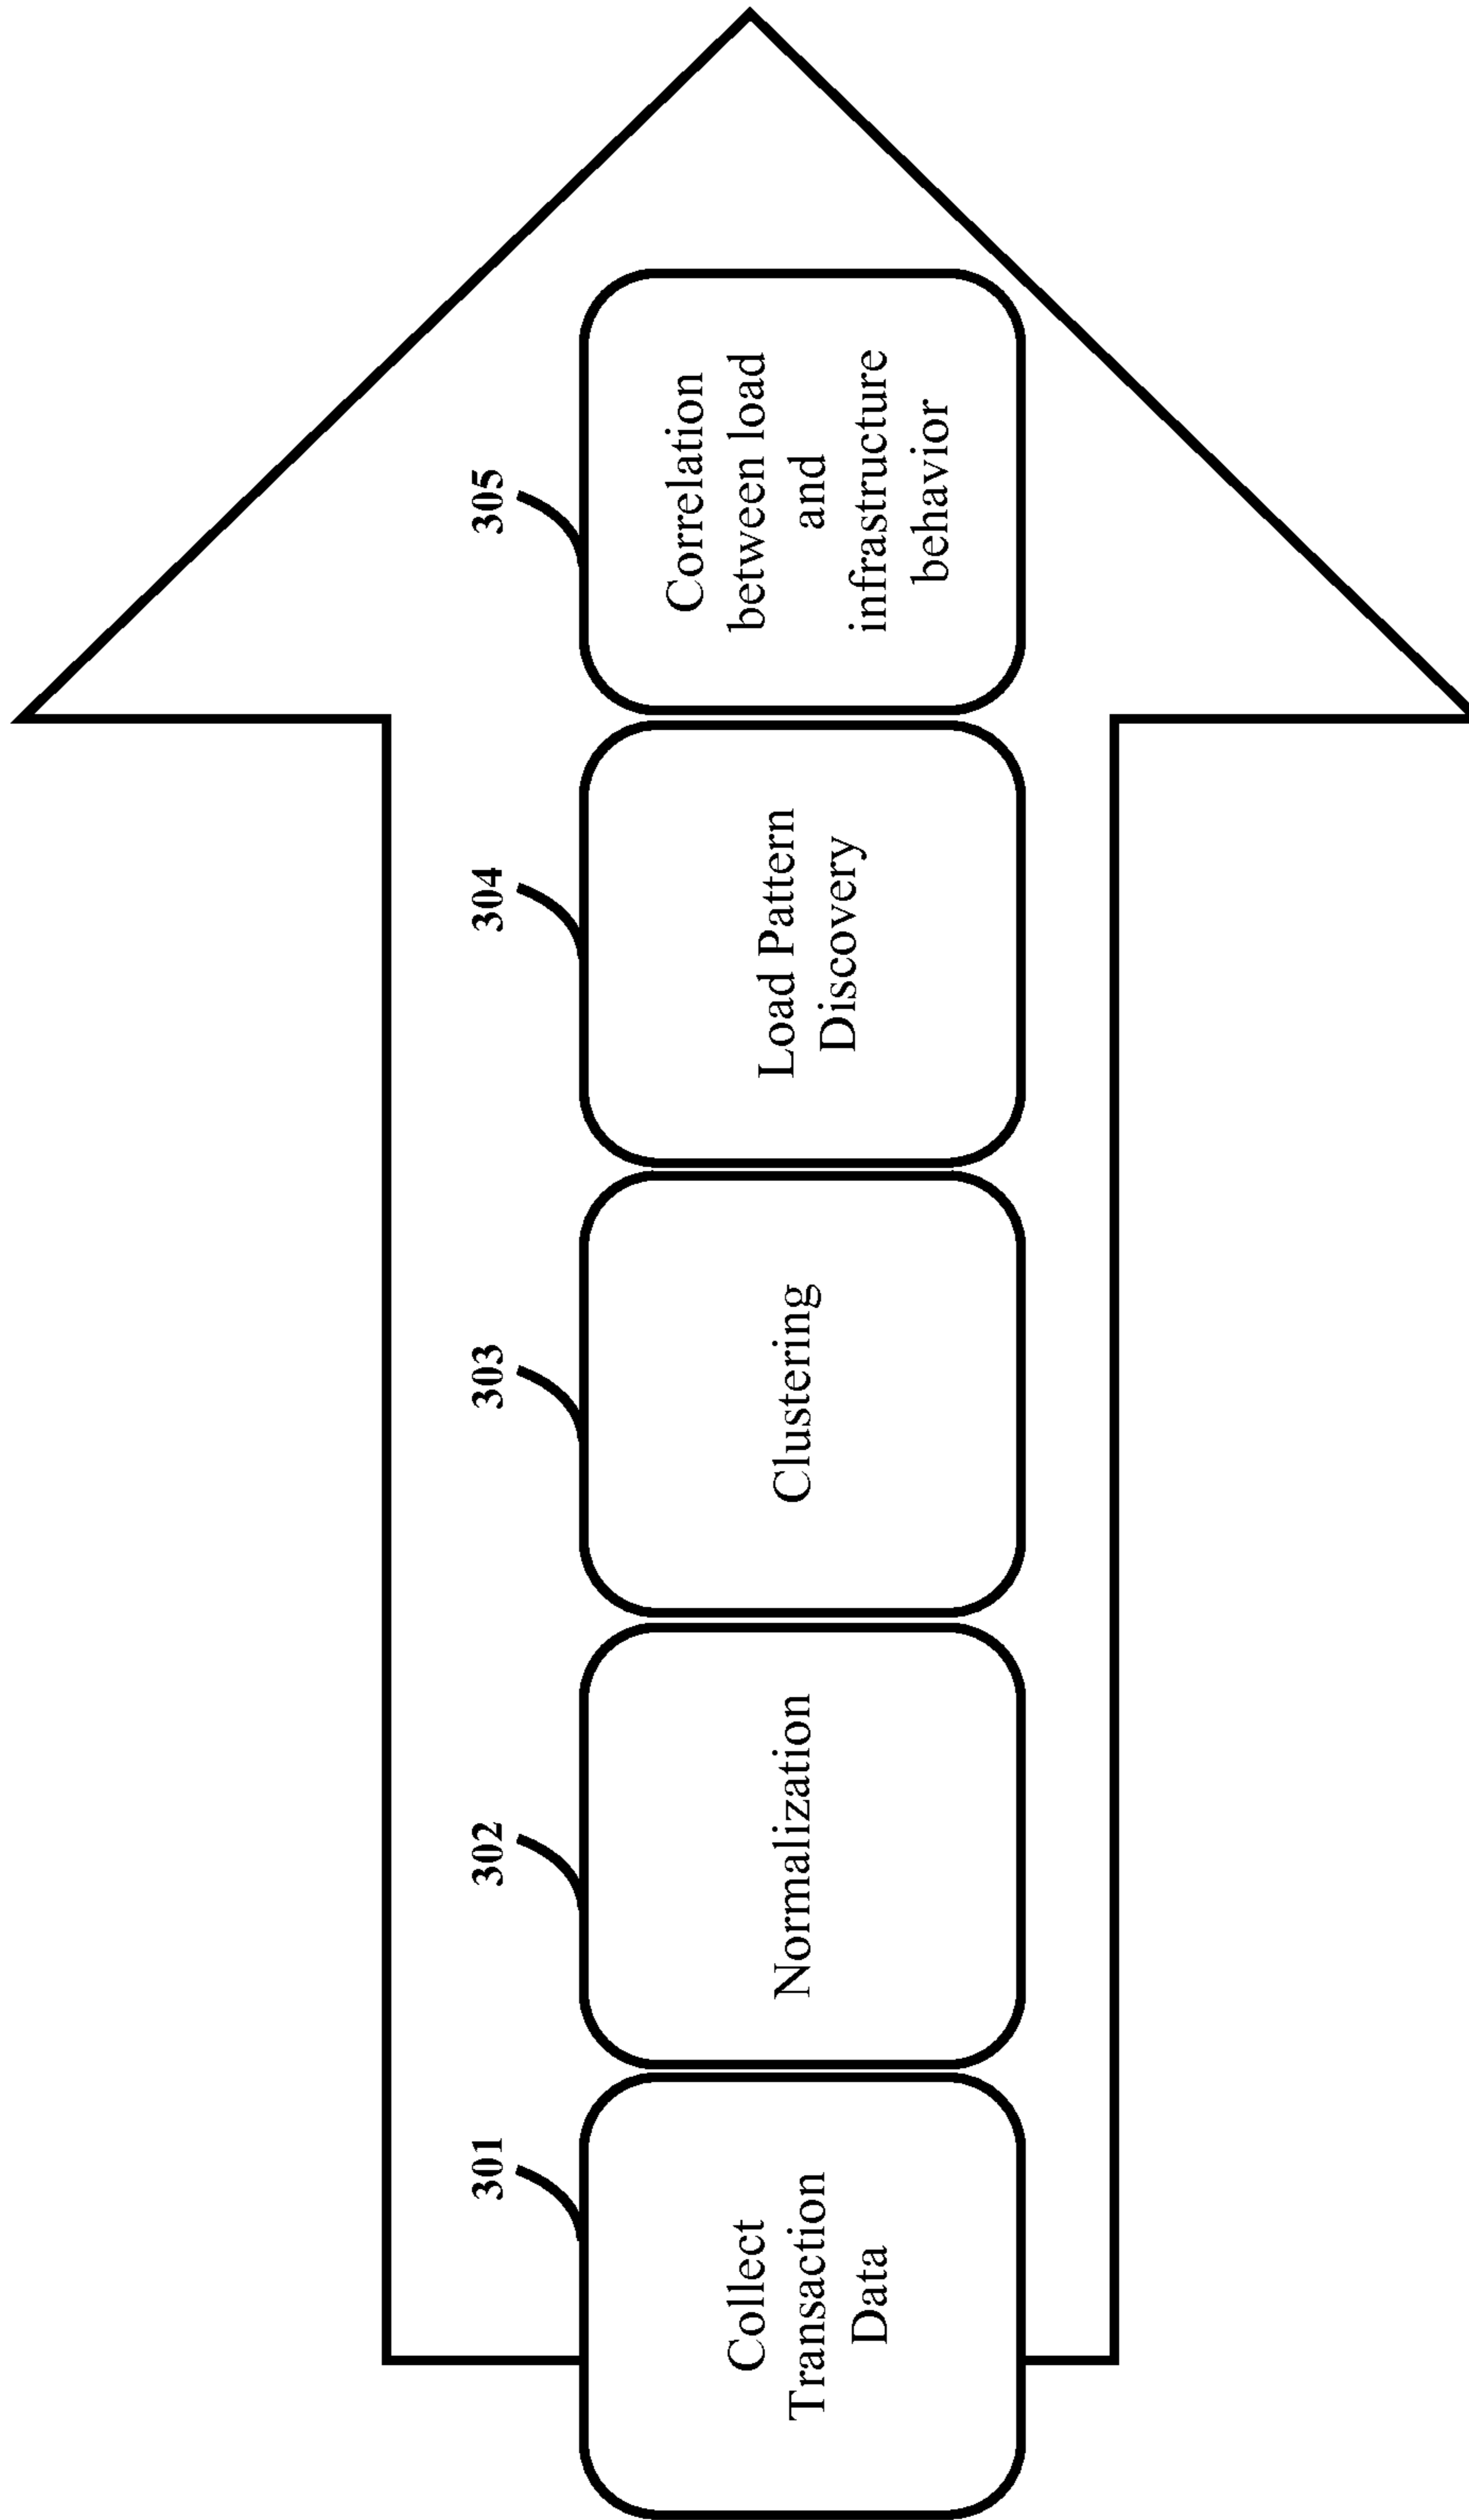 301
Collect
Transaction
Data
302
Normalization
303
Clustering
304
Load Pattern
Discovery
305
Correlation
between load
and
infrastructure
behavior